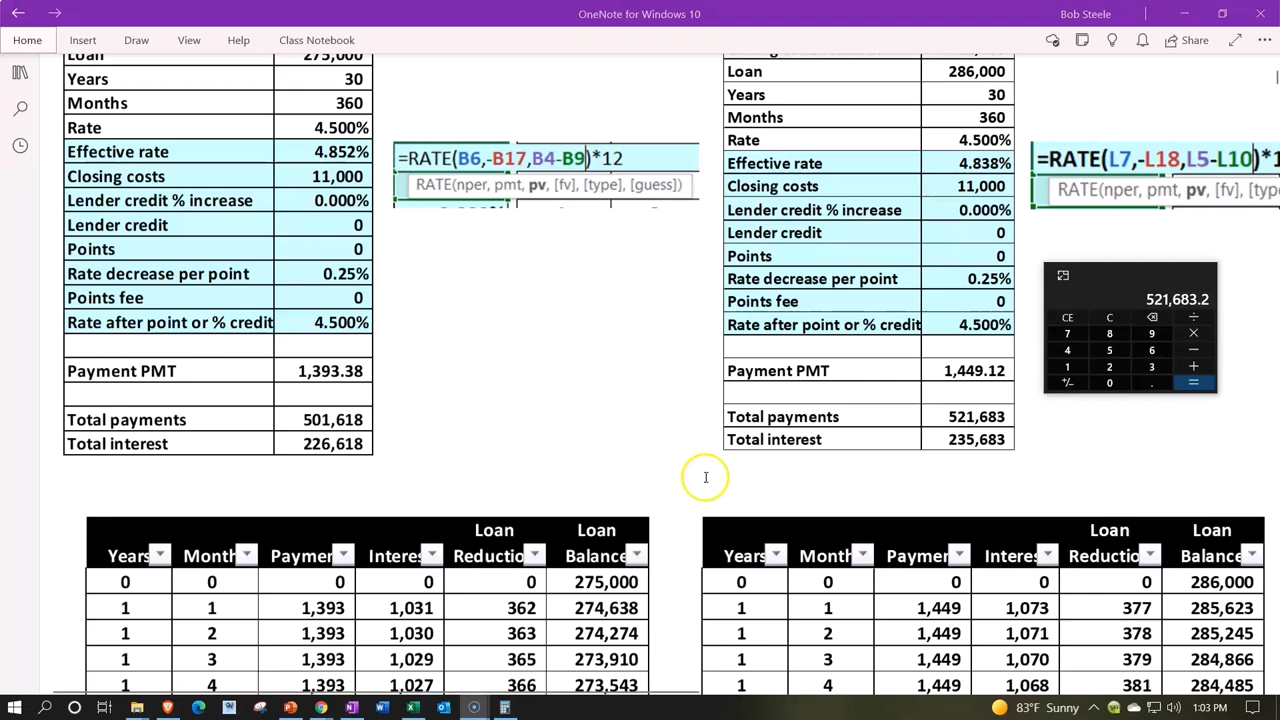 OneNote for Windows 10
Bob Steele
Home Insert Draw View Help Class Notebook
Share
Loan 275,000
Years 30
Months 360
Rate 4.500%
Effective rate 4.852%
Closing costs 11,000
Lender credit % increase 0.000%
Lender credit 0
Points 0
Rate decrease per point 0.25%
Points fee 0
Rate after point or % credit 4.500%
Payment PMT 1,393.38
Total payments 501,618
Total interest 226,618
=RATE(B6,-B17,B4-B9)*12
RATE(nper, pmt, pv, [fv], [type], [guess])
Loan 286,000
Years 30
Months 360
Rate 4.500%
Effective rate 4.838%
Closing costs 11,000
Lender credit % increase 0.000%
Lender credit 0
Points 0
Rate decrease per point 0.25%
Points fee 0
Rate after point or % credit 4.500%
Payment PMT 1,449.12
Total payments 521,683
Total interest 235,683
=RATE(L7,-L18,L5-L10)*1
RATE(nper, pmt, pv, [fv], [type
521,683.2
CE C ÷
7 8 9 ×
4 5 6 −
1 2 3 +
+/− 0 . =
Loan Loan
Years Month Paymer Interes Reductio Balance
0 0 0 0 0 275,000
1 1 1,393 1,031 362 274,638
1 2 1,393 1,030 363 274,274
1 3 1,393 1,029 365 273,910
1 4 1,393 1,027 366 273,543
Loan Loan
Years Month Paymer Interes Reductio Balance
0 0 0 0 0 286,000
1 1 1,449 1,073 377 285,623
1 2 1,449 1,071 378 285,245
1 3 1,449 1,070 379 284,866
1 4 1,449 1,068 381 284,485
83°F Sunny
1:03 PM